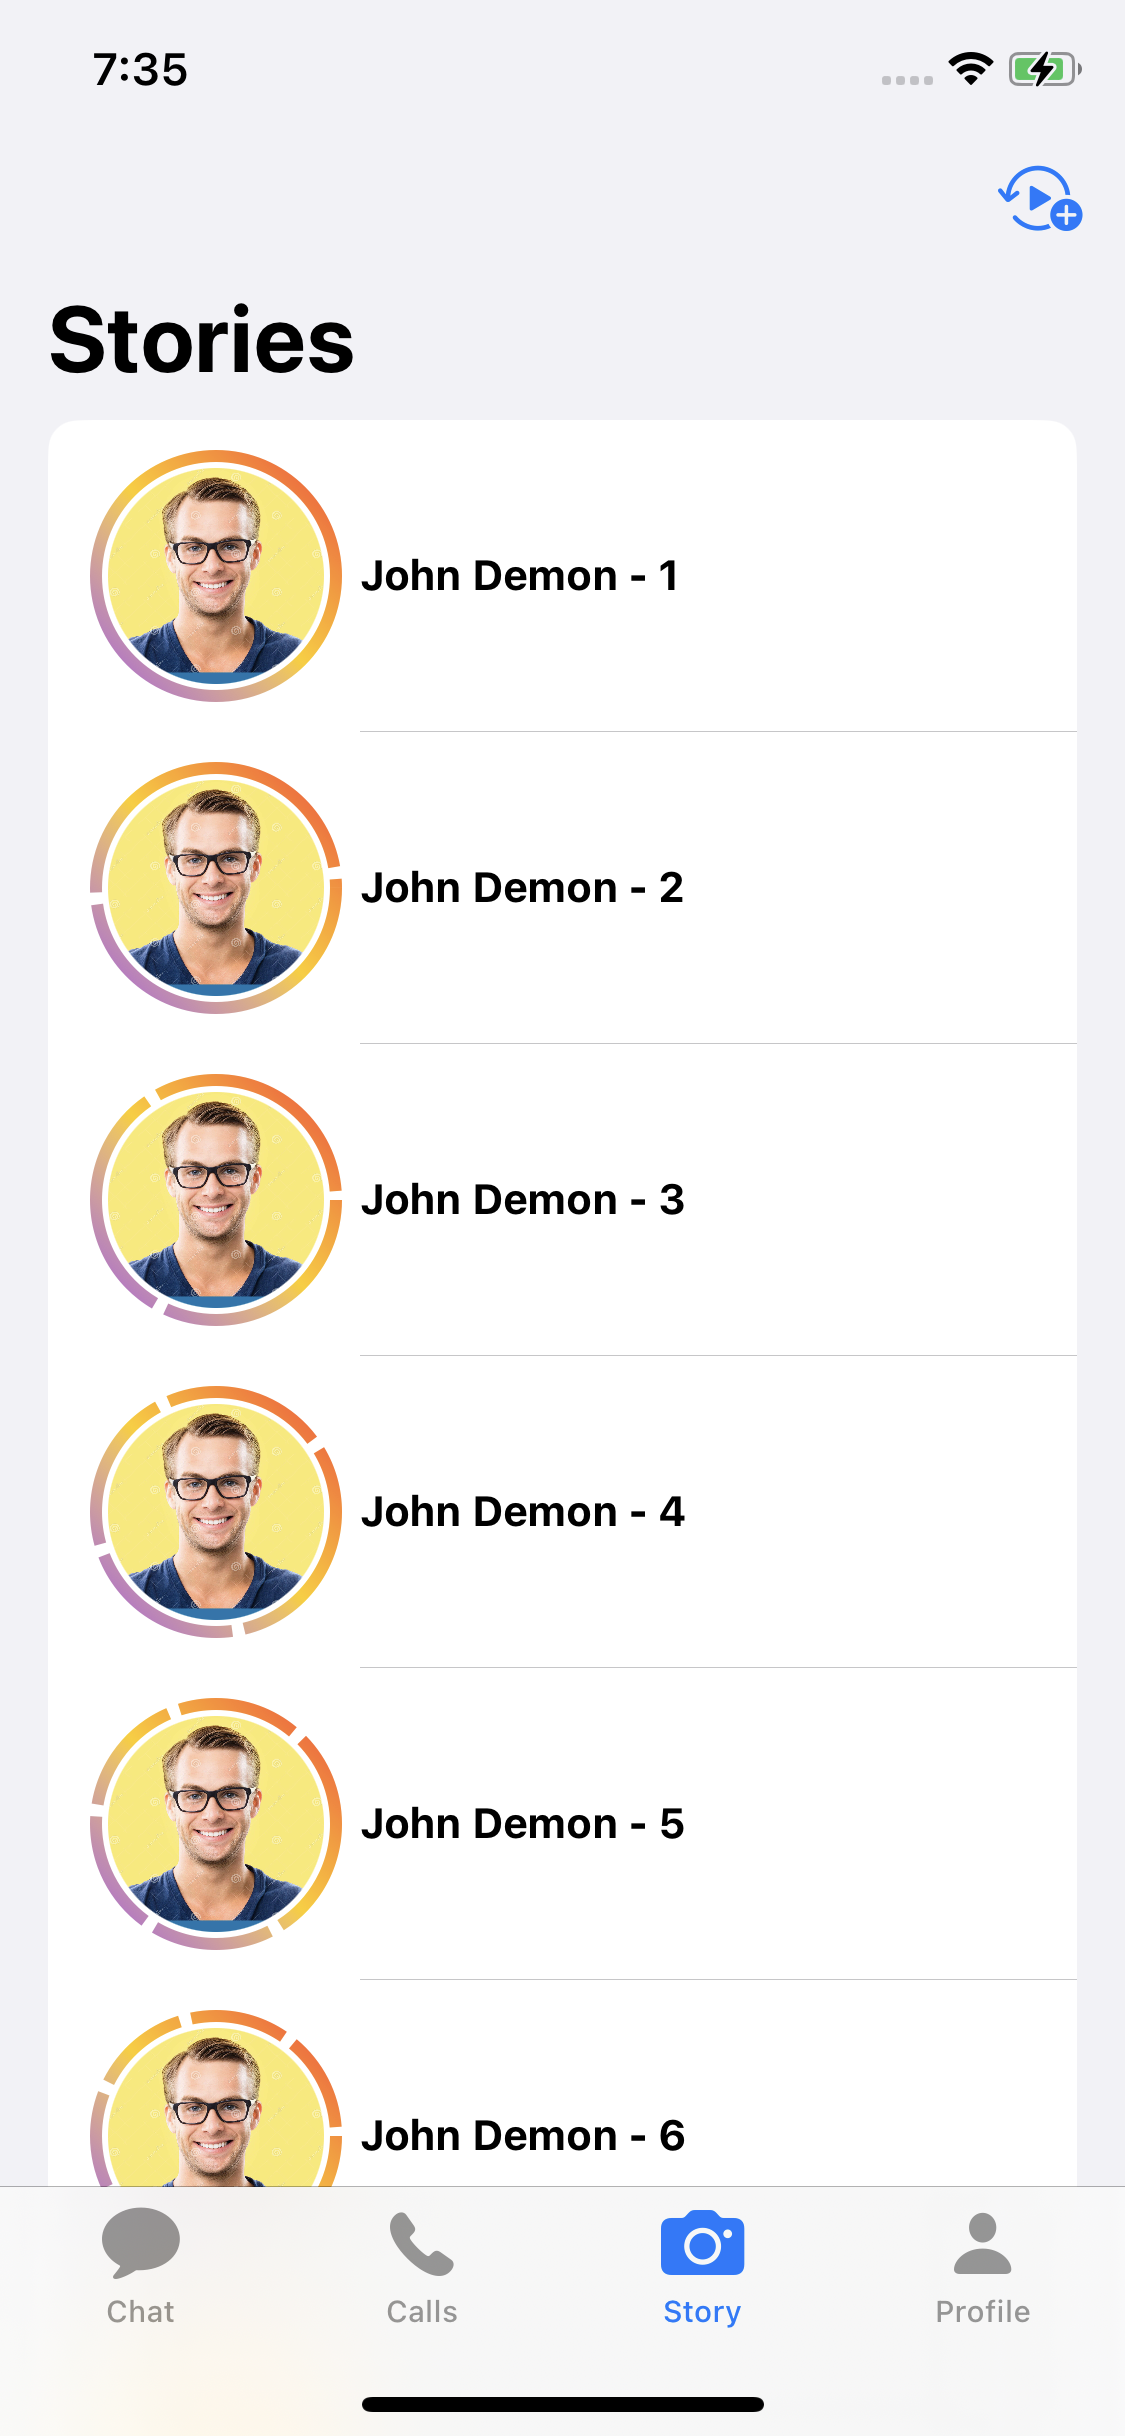 7:35
Stories
John Demon - 1
John Demon - 2
John Demon - 3
John Demon - 4
John Demon - 5
John Demon - 6
Chat
Calls
Story
Profile